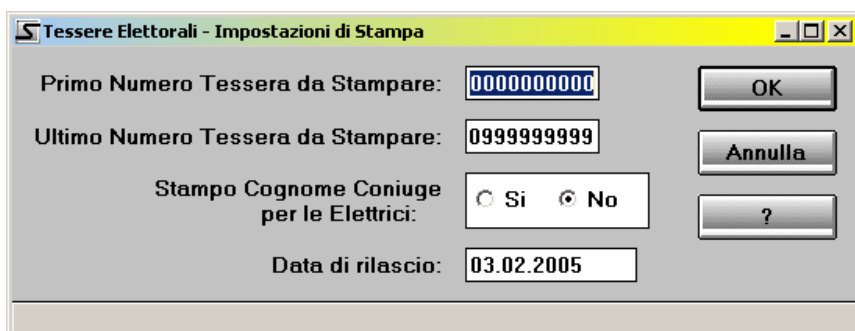 Tessere Elettorali - Impostazioni di Stampa
Primo Numero Tessera da Stampare: 0000000000 OK
Ultimo Numero Tessera da Stampare: 0999999999 Annulla
Stampo Cognome Coniuge
per le Elettrici: Si No ?
Data di rilascio: 03.02.2005